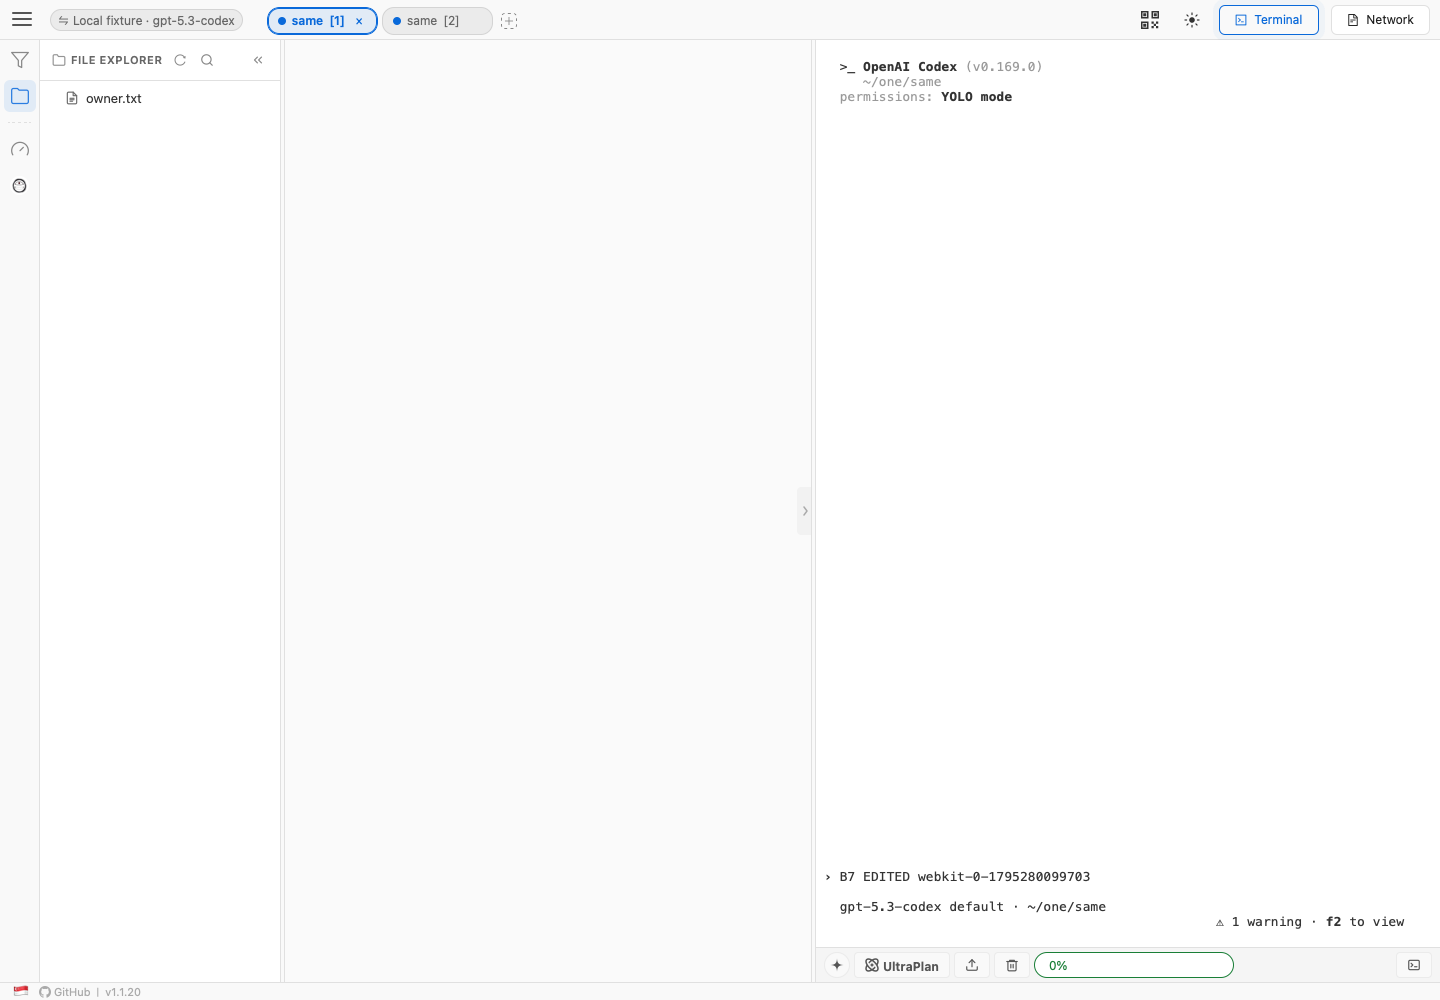 Local fixture · gpt-5.3-codex
same [1] ×
same [2]
Terminal
Network
FILE EXPLORER
owner.txt
>_ OpenAI Codex (v0.169.0)
~/one/same
permissions: YOLO mode
› B7 EDITED webkit-0-1795280099703
gpt-5.3-codex default · ~/one/same
⚠ 1 warning · f2 to view
UltraPlan
0%
GitHub | v1.1.20